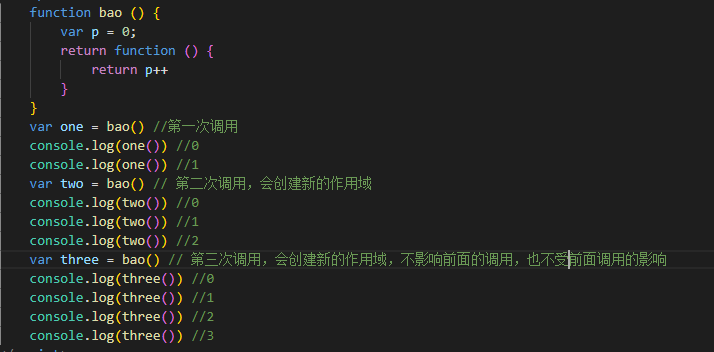 function bao () {
var p = 0;
return function () {
return p++
}
}
var one = bao() //第一次调用
console.log(one()) //0
console.log(one()) //1
var two = bao() // 第二次调用，会创建新的作用域
console.log(two()) //0
console.log(two()) //1
console.log(two()) //2
var three = bao() // 第三次调用，会创建新的作用域，不影响前面的调用，也不受前面调用的影响
console.log(three()) //0
console.log(three()) //1
console.log(three()) //2
console.log(three()) //3